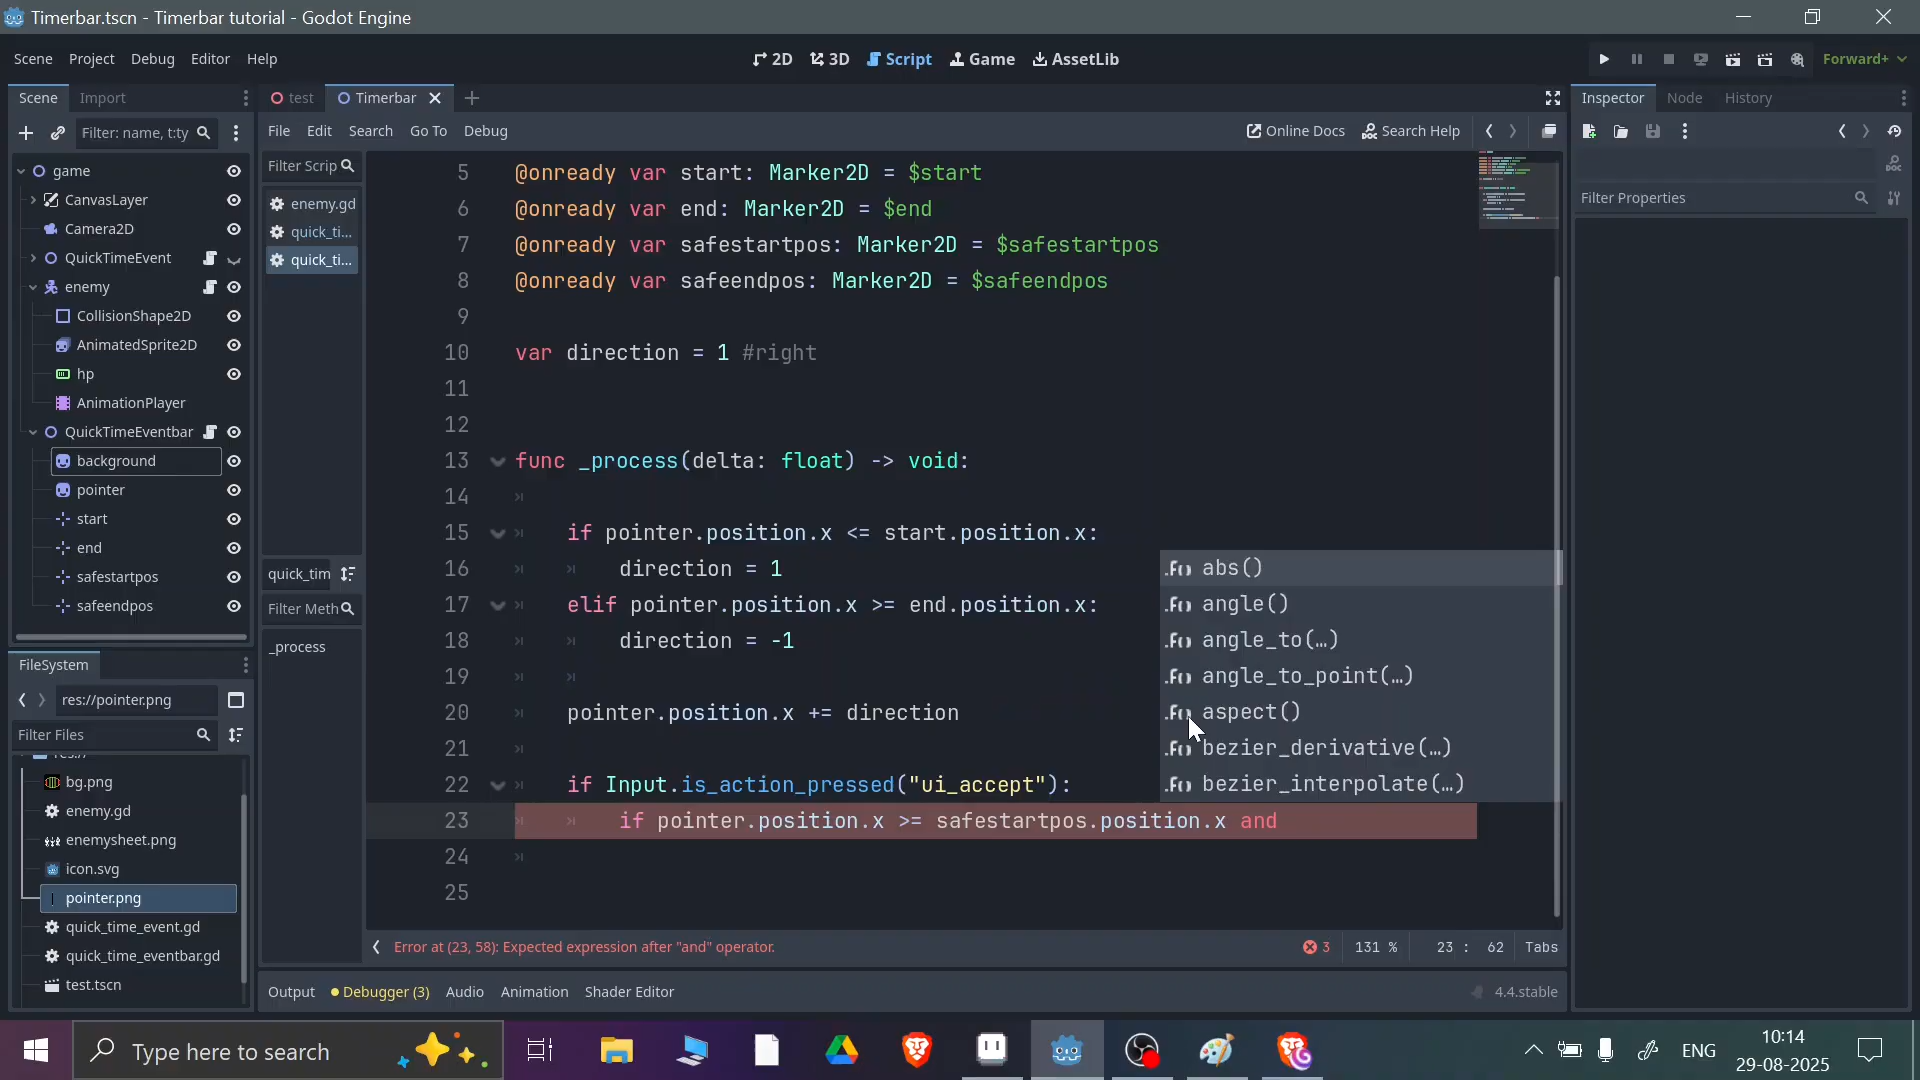 Timerbar.tscn - Timerbar tutorial - Godot Engine
Scene Project Debug Editor Help
2D 3D Script Game AssetLib
Forward+
Scene Import
test Timerbar
Inspector Node History
Filter: name, t:ty
File Edit Search Go To Debug
Online Docs Search Help
Filter Scrip
game
CanvasLayer
Camera2D
QuickTimeEvent
enemy
CollisionShape2D
AnimatedSprite2D
hp
AnimationPlayer
QuickTimeEventbar
background
pointer
start
end
safestartpos
safeendpos
enemy.gd
quick_ti...
quick_ti...
quick_tim
Filter Meth
_process
5 @onready var start: Marker2D = $start
6 @onready var end: Marker2D = $end
7 @onready var safestartpos: Marker2D = $safestartpos
8 @onready var safeendpos: Marker2D = $safeendpos
9
10 var direction = 1 #right
11
12
13 func _process(delta: float) -> void:
14
15 if pointer.position.x <= start.position.x:
16 direction = 1
17 elif pointer.position.x >= end.position.x:
18 direction = -1
19
20 pointer.position.x += direction
21
22 if Input.is_action_pressed("ui_accept"):
23 if pointer.position.x >= safestartpos.position.x and
24
25
abs()
angle()
angle_to(…)
angle_to_point(…)
aspect()
bezier_derivative(…)
bezier_interpolate(…)
Error at (23, 58): Expected expression after "and" operator.
3 131 % 23 : 62 Tabs
Output Debugger (3) Audio Animation Shader Editor
4.4.stable
Filter Properties
FileSystem
res://pointer.png
Filter Files
res://
bg.png
enemy.gd
enemysheet.png
icon.svg
pointer.png
quick_time_event.gd
quick_time_eventbar.gd
test.tscn
Type here to search
ENG
10:14
29-08-2025